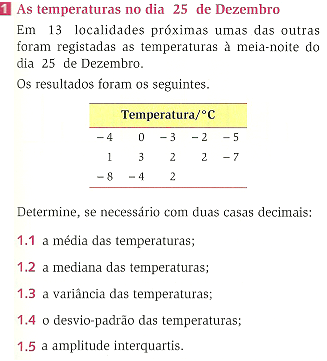 1 As temperaturas no dia 25 de Dezembro
Em 13 localidades próximas umas das outras
foram registadas as temperaturas à meia-noite do
dia 25 de Dezembro.
Os resultados foram os seguintes.
Temperatura/°C
– 4 0 – 3 – 2 – 5
1 3 2 2 – 7
– 8 – 4 2
Determine, se necessário com duas casas decimais:
1.1 a média das temperaturas;
1.2 a mediana das temperaturas;
1.3 a variância das temperaturas;
1.4 o desvio-padrão das temperaturas;
1.5 a amplitude interquartis.